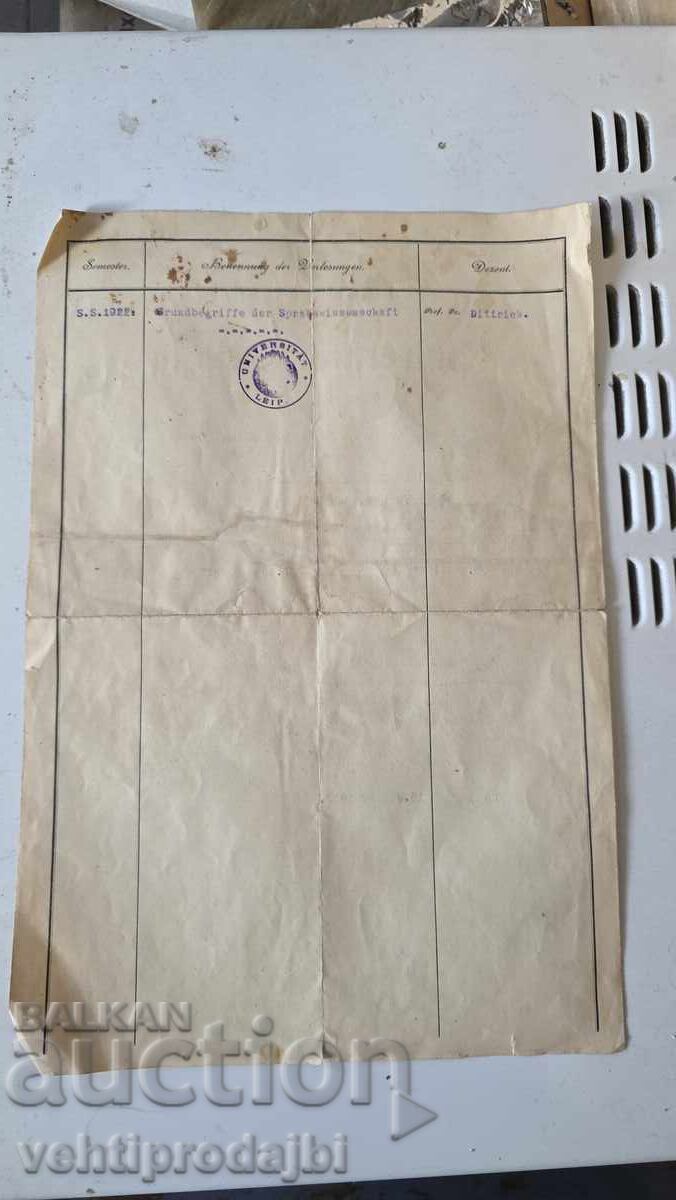 Semester. Benennung der Vorlesungen. Dozent.
S.S.1922. Grundbegriffe der Sprachwissenschaft Prof. Dr. Dittrich.
UNIVERSITÄT
LEIP.
BALKAN
auction
vehtiprodajbi